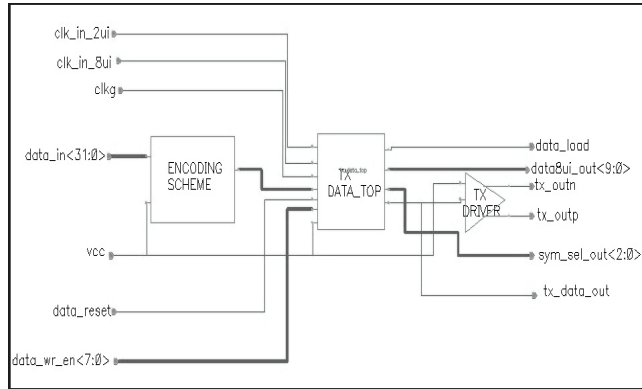 clk_in_2ui
clk_in_8ui
clkg
data_in<31:0>
ENCODING
SCHEME
TX
DATA_TOP
data_load
data8ui_out<9:0>
tx_outn
TX
DRIVER
tx_outp
vcc
sym_sel_out<2:0>
tx_data_out
data_reset
data_wr_en<7:0>